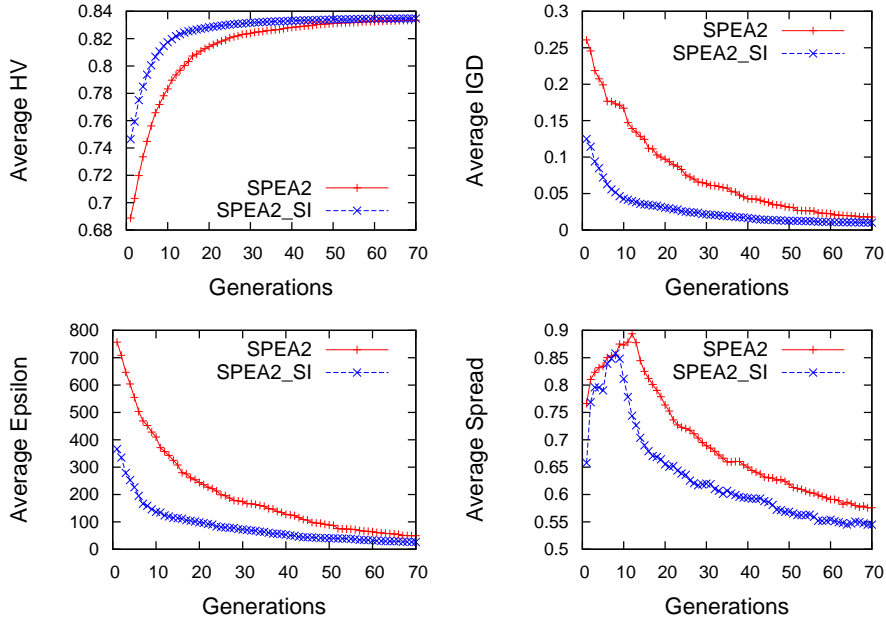 0.84
0.82
0.8
0.78
0.76
0.74
0.72
0.7
0.68
Average HV
SPEA2
SPEA2_SI
0 10 20 30 40 50 60 70
Generations
0.3
0.25
0.2
0.15
0.1
0.05
0
Average IGD
SPEA2
SPEA2_SI
0 10 20 30 40 50 60 70
Generations
800
700
600
500
400
300
200
100
0
Average Epsilon
SPEA2
SPEA2_SI
0 10 20 30 40 50 60 70
Generations
0.9
0.85
0.8
0.75
0.7
0.65
0.6
0.55
0.5
Average Spread
SPEA2
SPEA2_SI
0 10 20 30 40 50 60 70
Generations